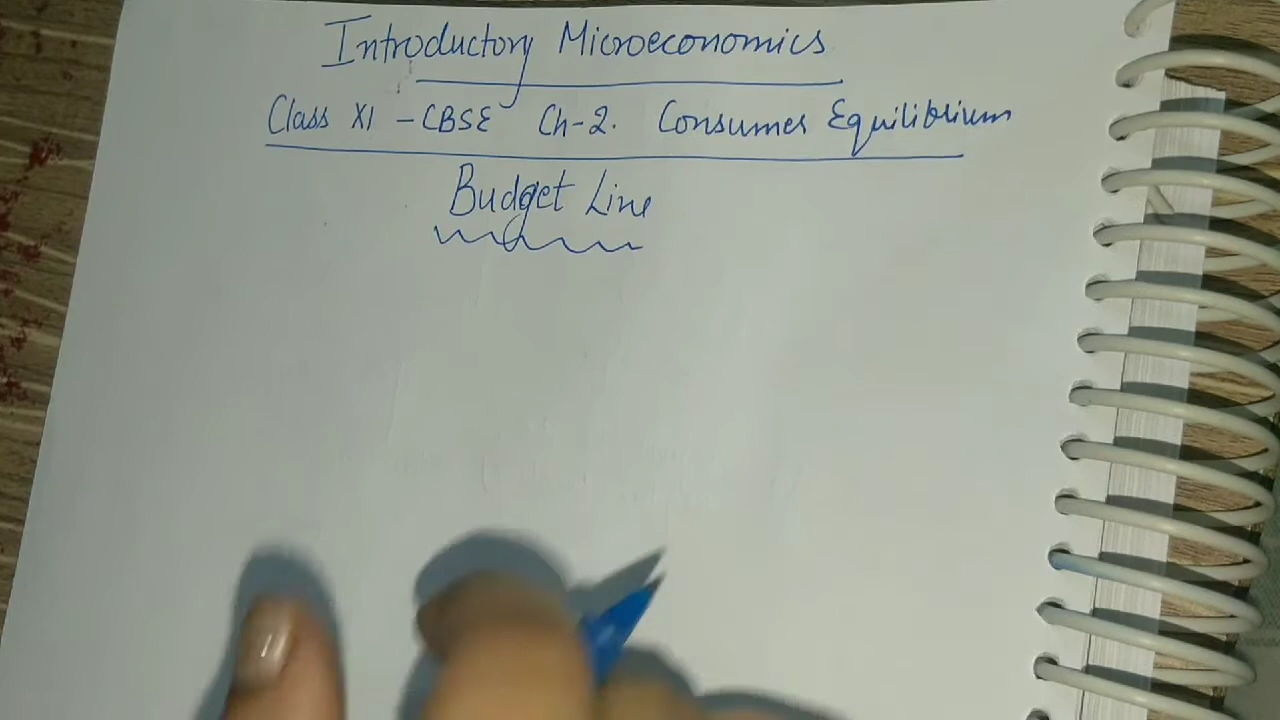 Introductory Microeconomics
Class XI - CBSE Ch-2. Consumer Equilibrium
Budget Line